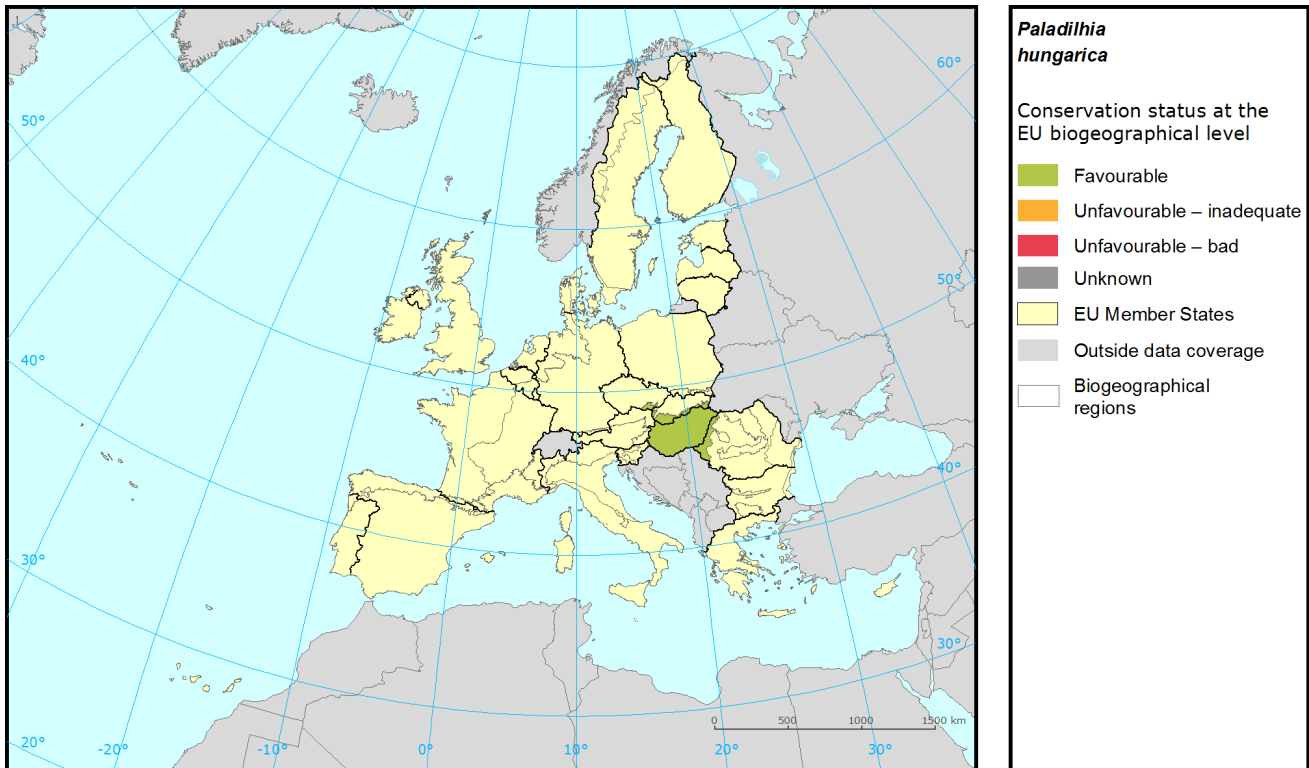 60°
50°
50°
40°
40°
30°
30°
20°
-20°
-10°
0°
10°
20°
30°
0 500 1000 1500 km
Paladilhia
hungarica
Conservation status at the
EU biogeographical level
Favourable
Unfavourable – inadequate
Unfavourable – bad
Unknown
EU Member States
Outside data coverage
Biogeographical
regions